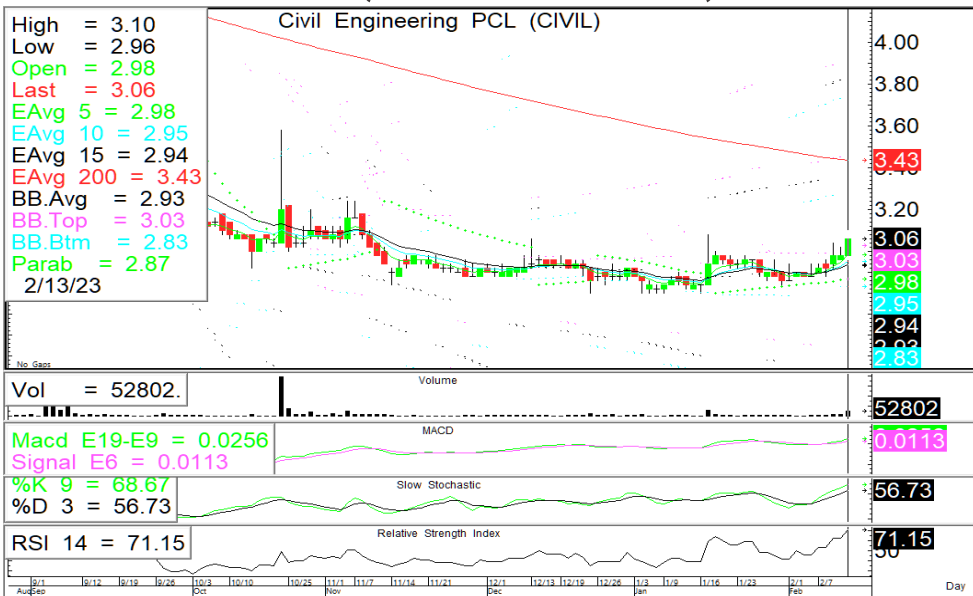 Civil Engineering PCL (CIVIL)
High = 3.10
Low = 2.96
Open = 2.98
Last = 3.06
EAvg 5 = 2.98
EAvg 10 = 2.95
EAvg 15 = 2.94
EAvg 200 = 3.43
BB.Avg = 2.93
BB.Top = 3.03
BB.Btm = 2.83
Parab = 2.87
2/13/23
4.00
3.80
3.60
3.43
3.20
3.06
3.03
2.98
2.95
2.94
2.93
2.83
No Gaps
Volume
Vol = 52802.
52802
MACD
Macd E19-E9 = 0.0256
Signal E6 = 0.0113
0.0113
Slow Stochastic
%K 9 = 68.67
%D 3 = 56.73
56.73
Relative Strength Index
RSI 14 = 71.15
71.15
50
9/1 9/12 9/19 9/26 10/3 10/10 10/25 11/1 11/7 11/14 11/21 12/1 12/13 12/19 12/26 1/3 1/9 1/16 1/23 2/1 2/7
Aug Sep Oct Nov Dec Jan Feb
Day